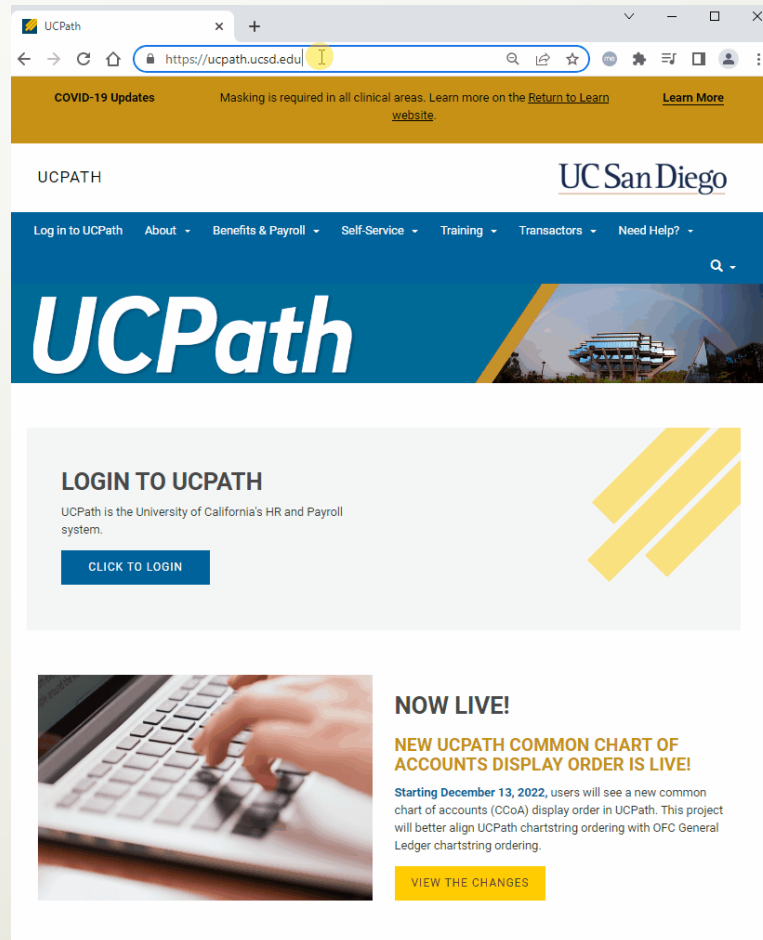 UCPath
https://ucpath.ucsd.edu
me
COVID-19 Updates
Masking is required in all clinical areas. Learn more on the Return to Learn
website.
Learn More
UCPATH
UC San Diego
Log in to UCPath
About
Benefits & Payroll
Self-Service
Training
Transactors
Need Help?
UCPath
LOGIN TO UCPATH
UCPath is the University of California's HR and Payroll
system.
CLICK TO LOGIN
NOW LIVE!
NEW UCPATH COMMON CHART OF
ACCOUNTS DISPLAY ORDER IS LIVE!
Starting December 13, 2022, users will see a new common
chart of accounts (CCoA) display order in UCPath. This project
will better align UCPath chartstring ordering with OFC General
Ledger chartstring ordering.
VIEW THE CHANGES